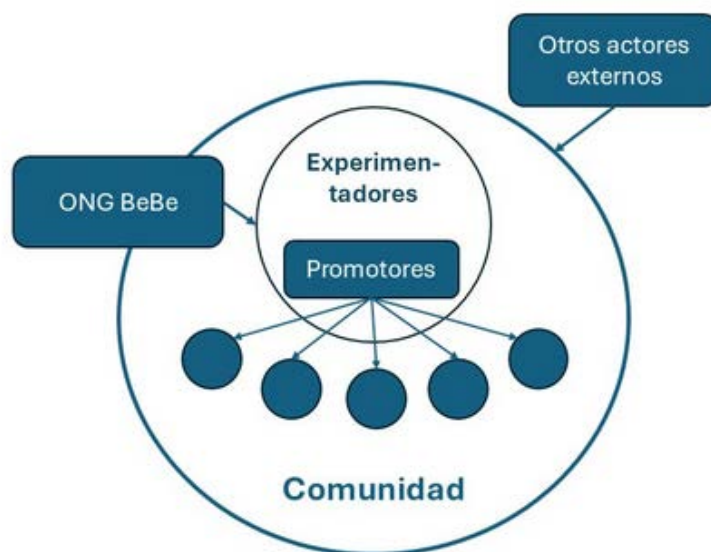 Otros actores
externos
Experimen-
tadores
ONG BeBe
Promotores
Comunidad